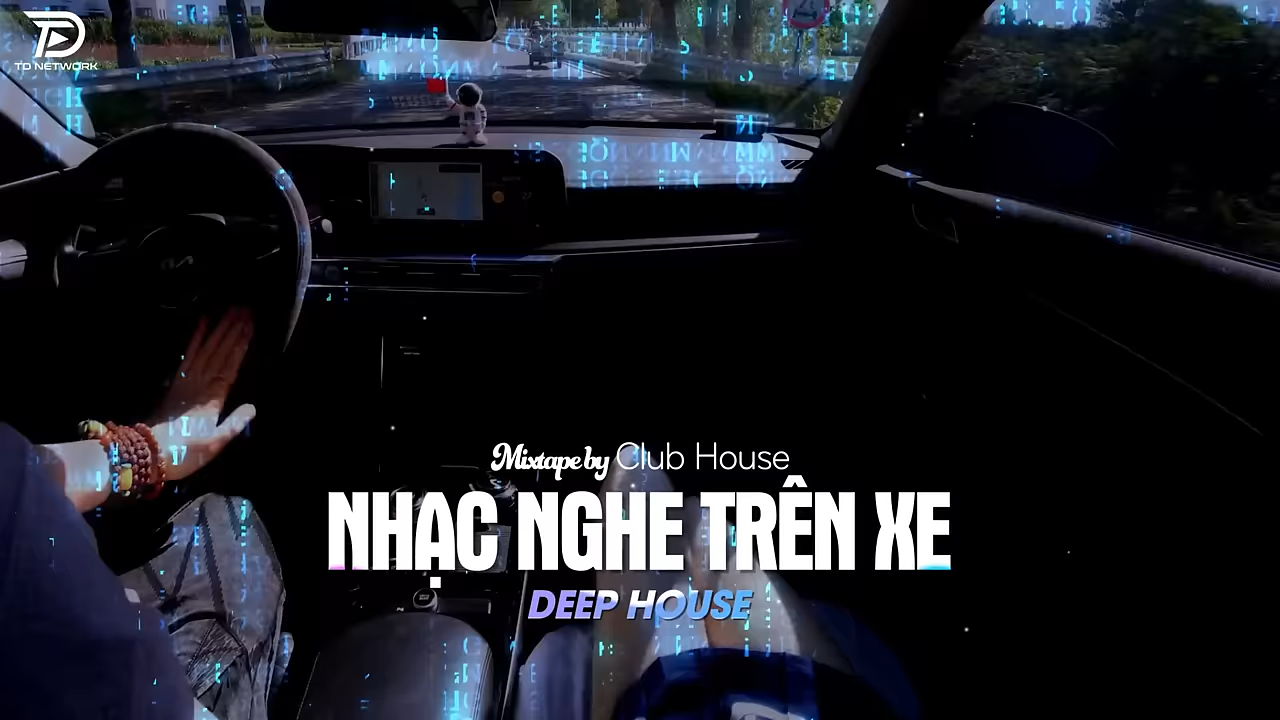 TD NETWORK
Mixtape by Club House
NHẠC NGHE TRÊN XE
DEEP HOUSE